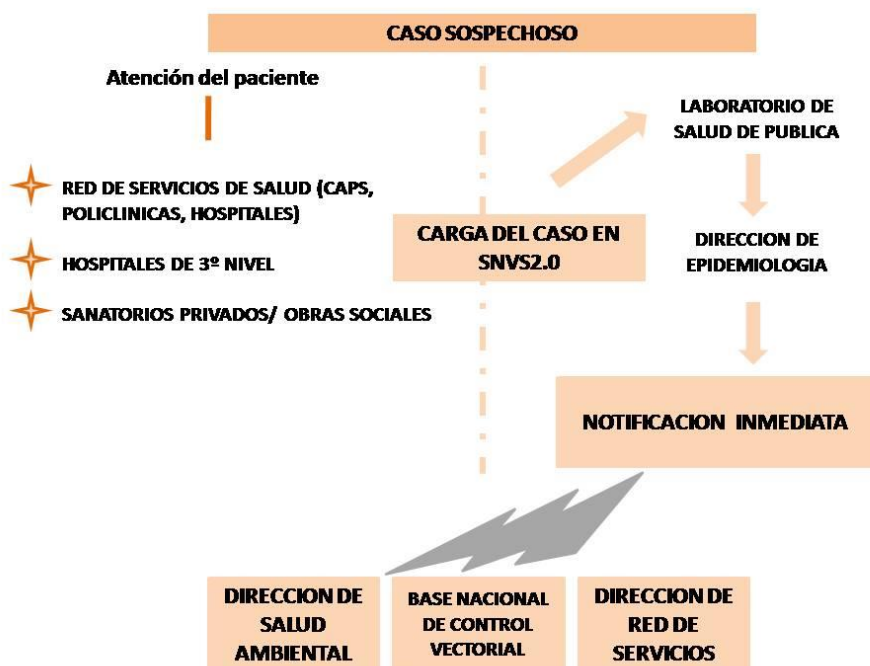 CASO SOSPECHOSO
Atención del paciente
RED DE SERVICIOS DE SALUD (CAPS,
POLICLINICAS, HOSPITALES)
HOSPITALES DE 3º NIVEL
SANATORIOS PRIVADOS/ OBRAS SOCIALES
CARGA DEL CASO EN
SNVS2.0
LABORATORIO DE
SALUD DE PUBLICA
DIRECCION DE
EPIDEMIOLOGIA
NOTIFICACION INMEDIATA
DIRECCION DE
SALUD
AMBIENTAL
BASE NACIONAL
DE CONTROL
VECTORIAL
DIRECCION DE
RED DE
SERVICIOS